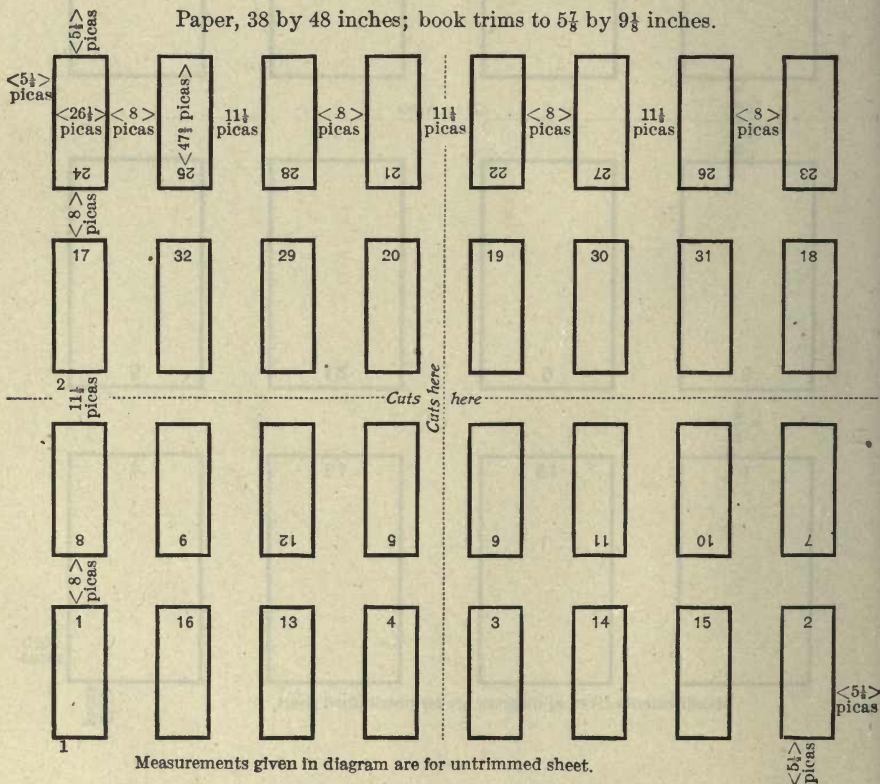 Paper, 38 by 48 inches; book trims to 5⅞ by 9⅛ inches.
<5⅛>
picas
<5⅛>
picas
<26½>
picas
< 8 >
picas
<47⅝ picas>
11¼
picas
< 8 >
picas
11¼
picas
< 8 >
picas
11¼
picas
< 8 >
picas
24
25
28
21
22
27
26
23
< 8 >
picas
17
32
29
20
19
30
31
18
2
11¼
picas
Cuts here
Cuts here
8
9
12
5
6
11
10
7
< 8 >
picas
1
16
13
4
3
14
15
2
<5⅛>
picas
1
<5⅛>
picas
Measurements given in diagram are for untrimmed sheet.